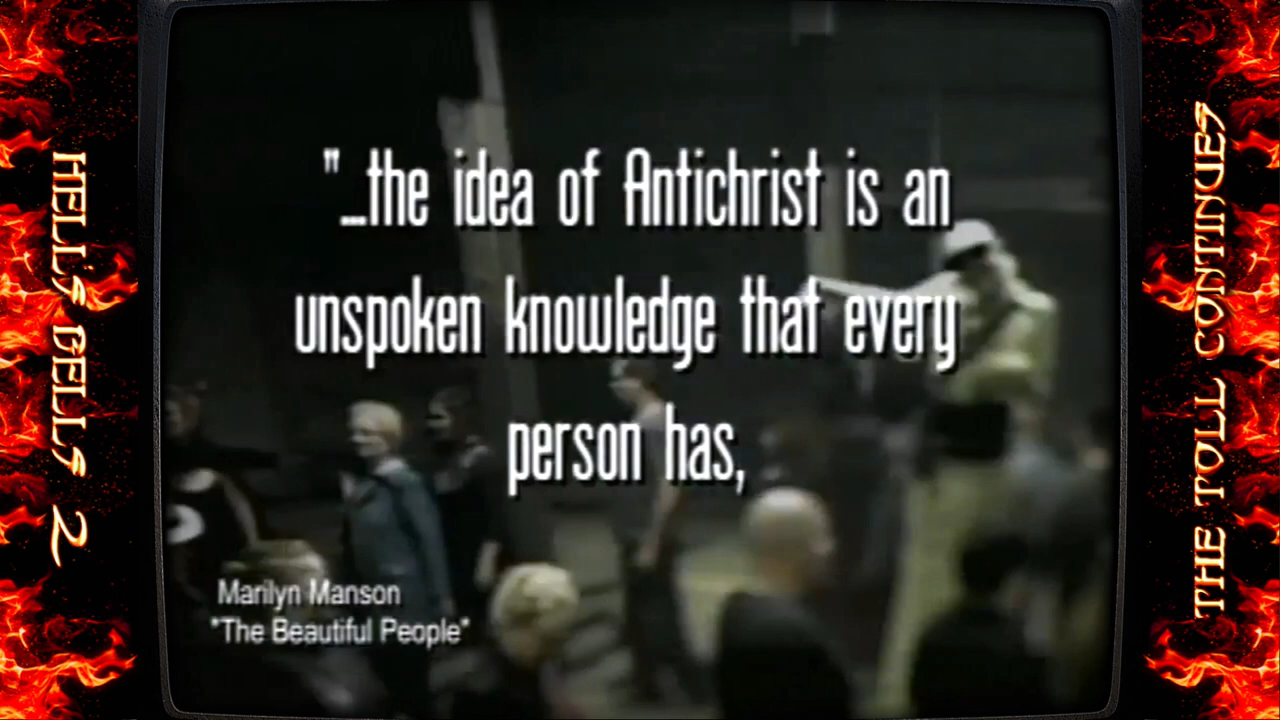 HELL'S BELLS 2
"...the idea of Antichrist is an
unspoken knowledge that every
person has,
Marilyn Manson
"The Beautiful People"
THE TOLL CONTINUES